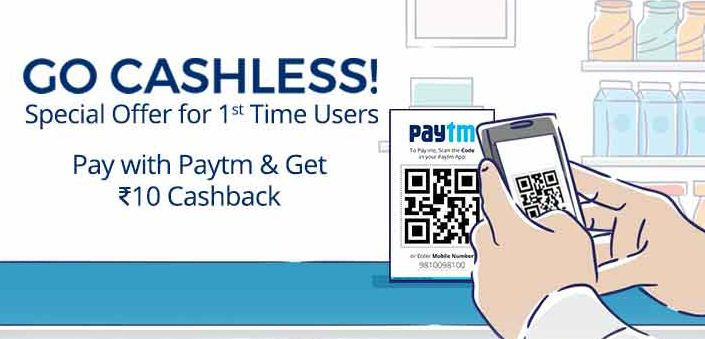 GO CASHLESS!
Special Offer for 1st Time Users
Pay with Paytm & Get
₹10 Cashback
paytm
To Pay me, Scan the Code
in your Paytm App
or Enter Mobile Number
9810098100